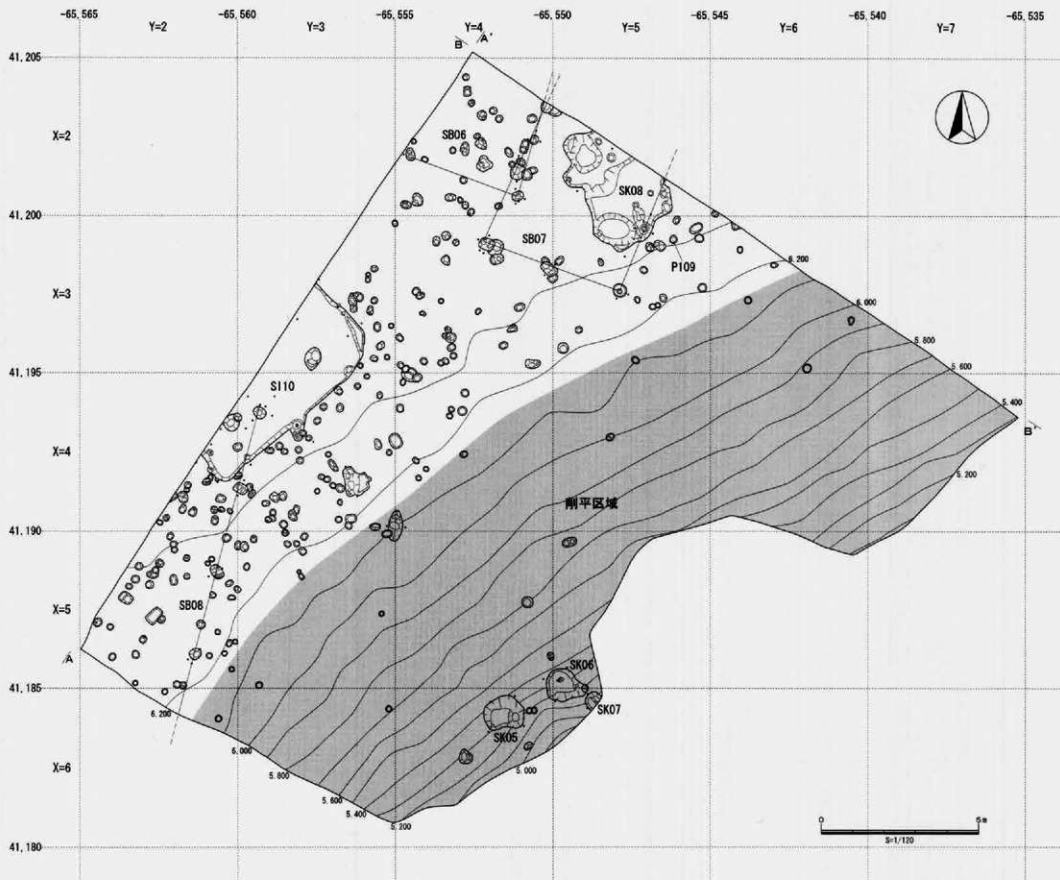 -65,565 -65,560 -65,555 -65,550 -65,545 -65,540 -65,535
Y=2 Y=3 Y=4 Y=5 Y=6 Y=7
41,205
B A'
X=2
SB06
SK08
41,200
SB07
P109
6.200
X=3
6.000
5.800
41,195
5.600
SI10
5.400
B'
X=4
5.200
41,190
削平区域
X=5
SB08
A
SK06
41,185
SK07
6.200
SK05
6.000
5.000
X=6
5.800
5.600
5.400
5.200
0 5m
S=1/120
41,180